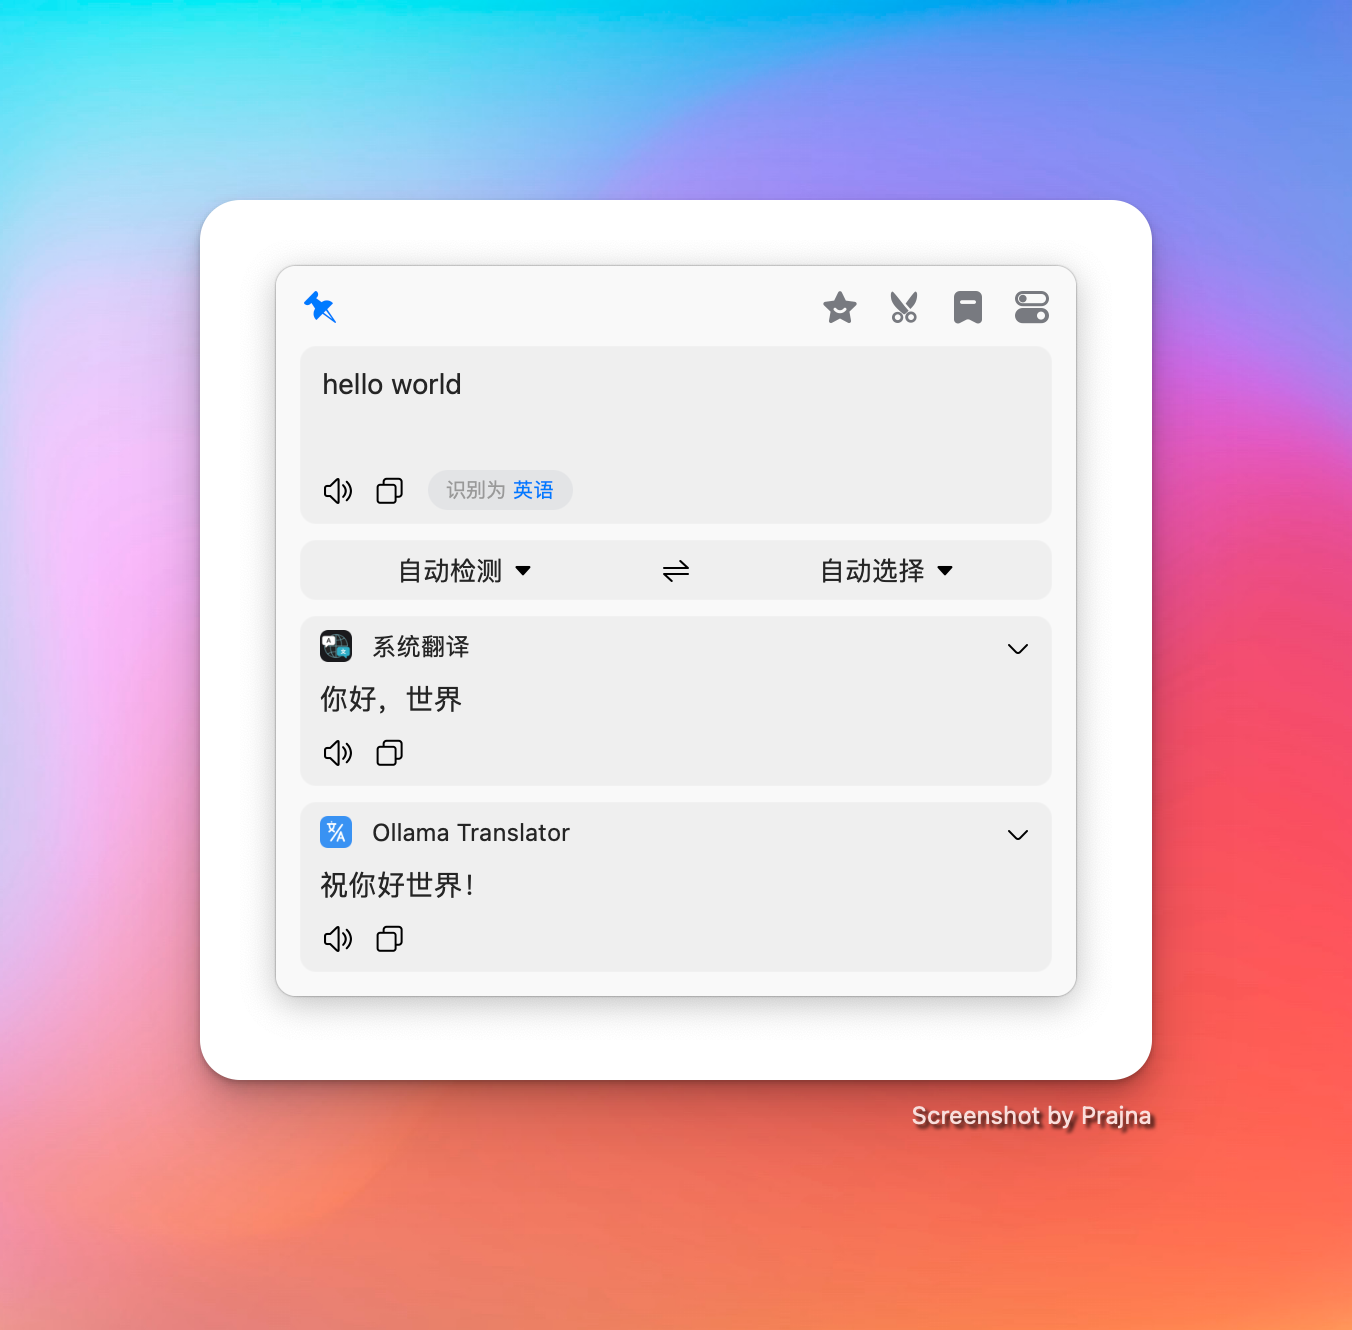 hello world
识别为 英语
自动检测 自动选择
系统翻译
你好，世界
Ollama Translator
祝你好世界！
Screenshot by Prajna